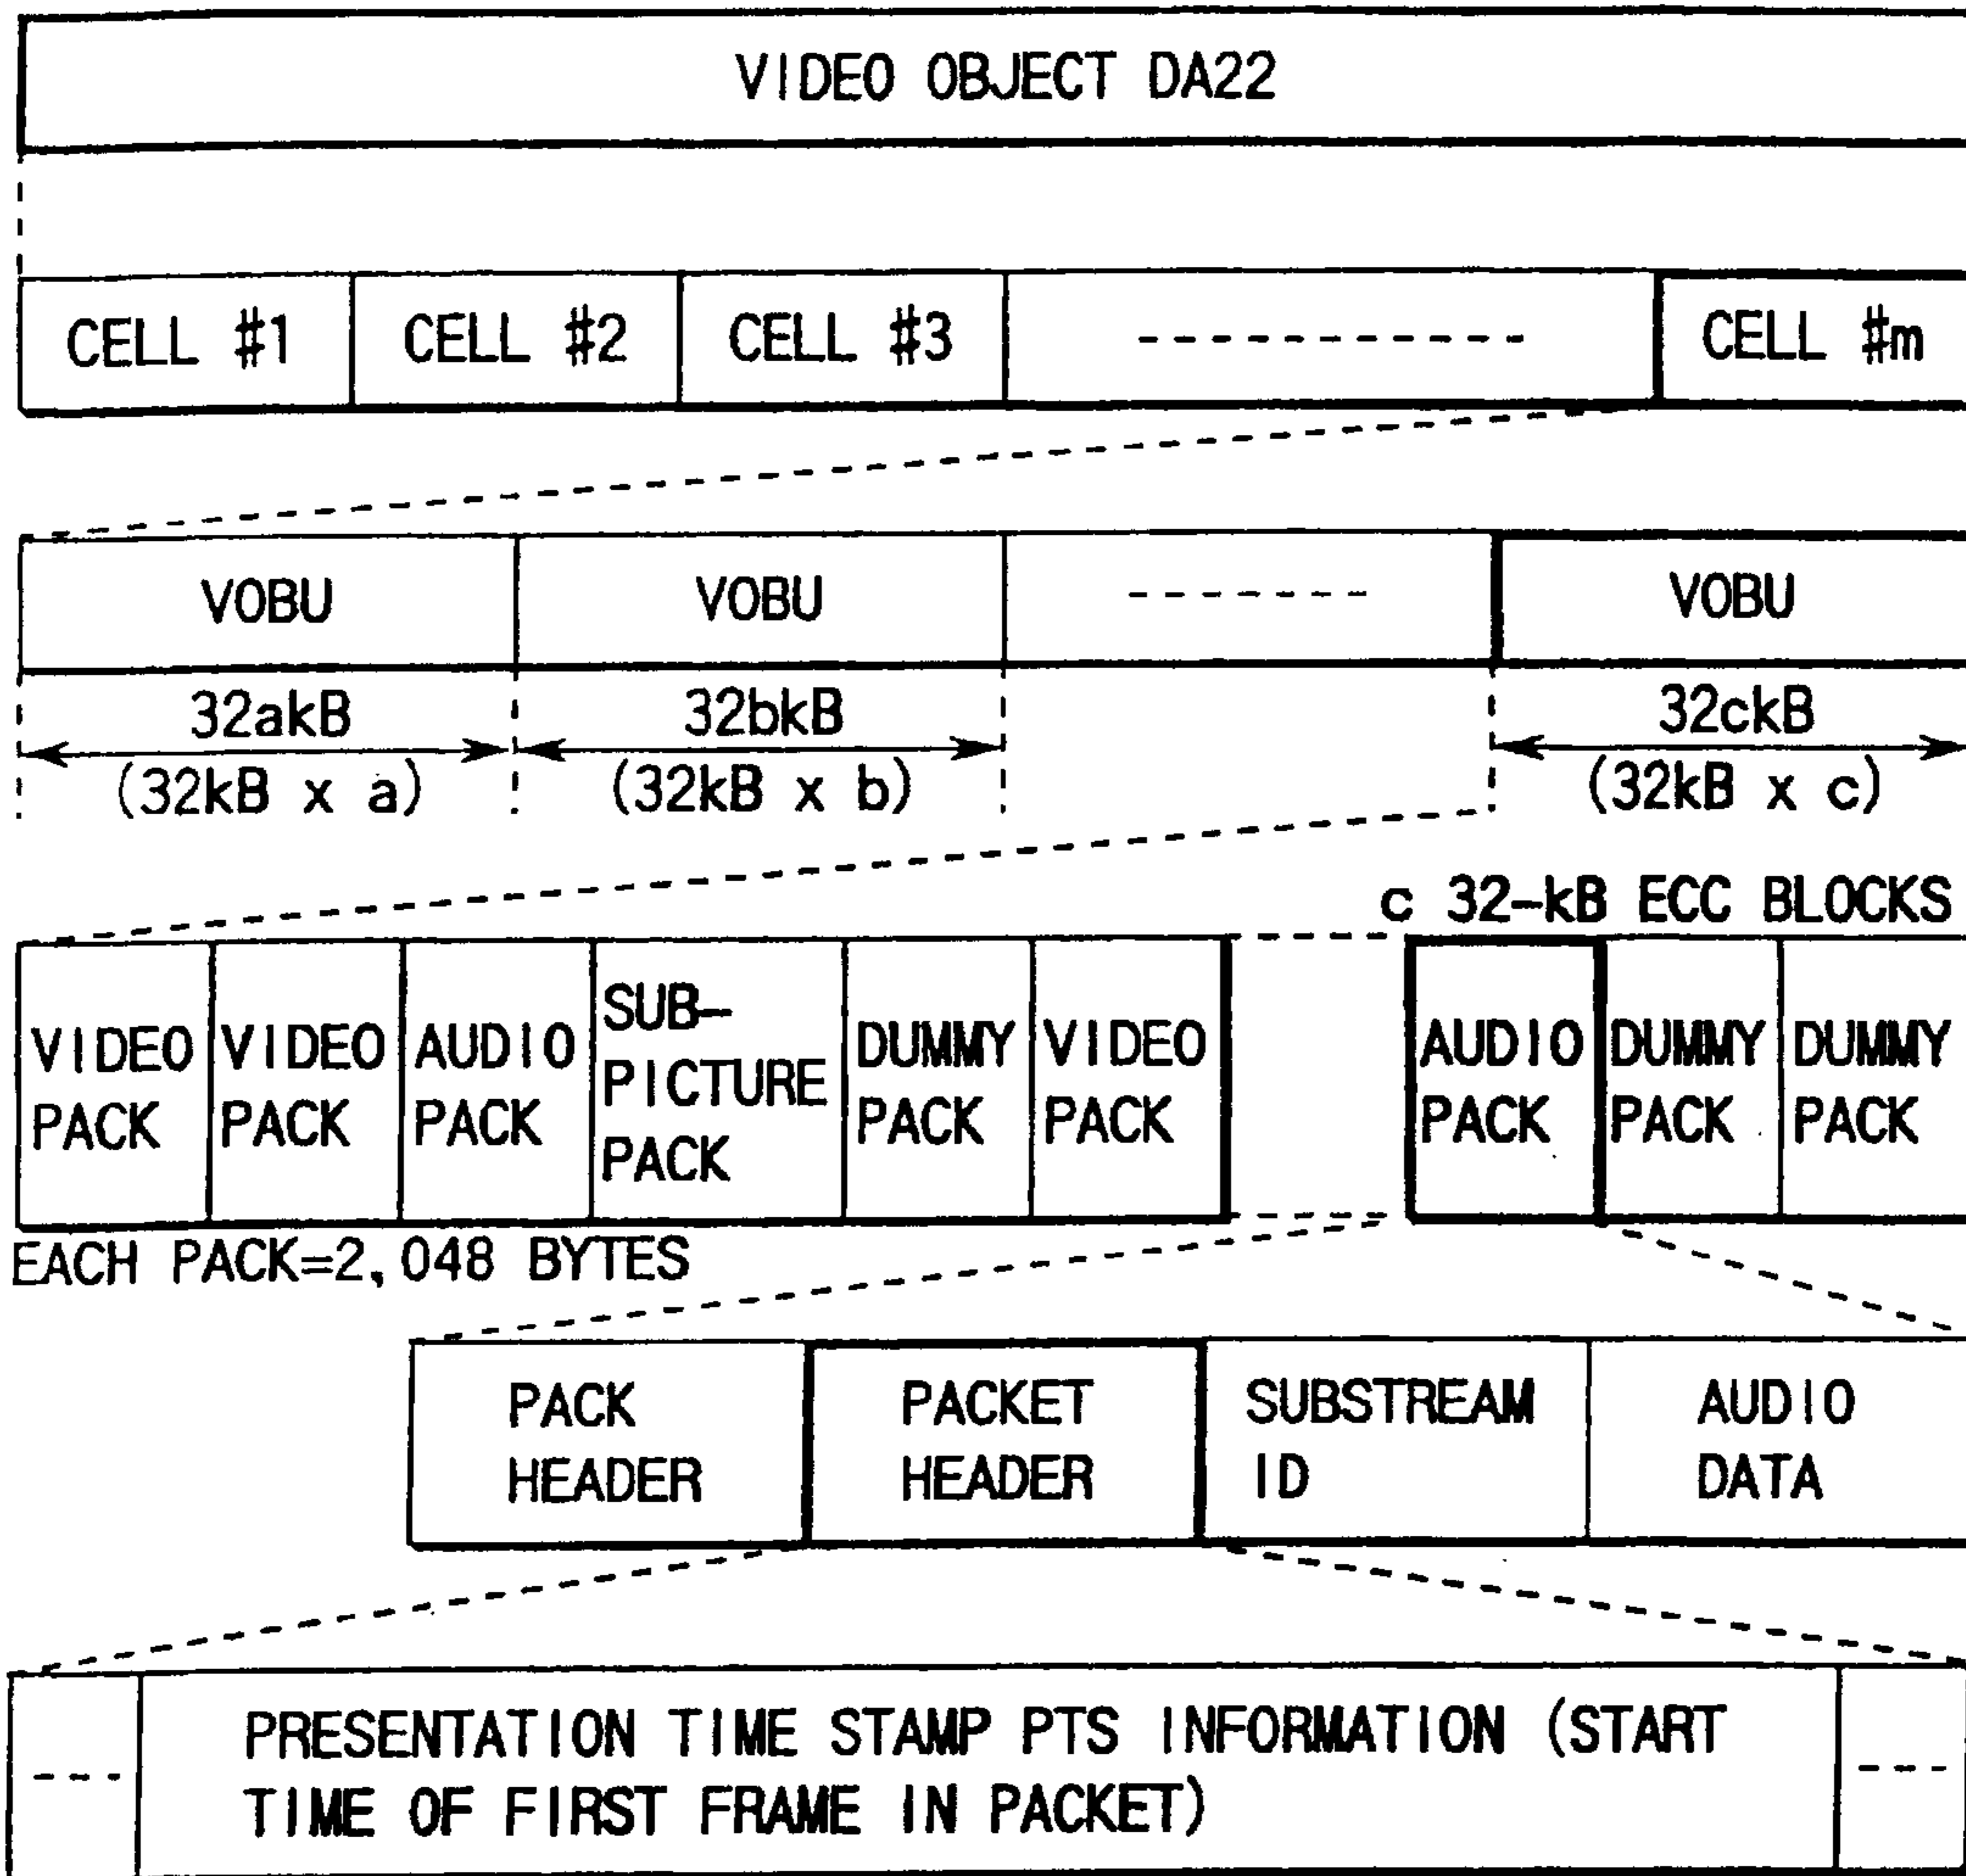 VIDEO OBJECT DA22
CELL #1 CELL #2 CELL #3 CELL #m
VOBU VOBU VOBU
32akB 32bkB 32ckB
(32kB x a) (32kB x b) (32kB x c)
c 32-kB ECC BLOCKS
VIDEO PACK
VIDEO PACK
AUDIO PACK
SUB-
PICTURE
PACK
DUMMY PACK
VIDEO PACK
AUDIO PACK
DUMMY PACK
DUMMY PACK
EACH PACK=2,048 BYTES
PACK
HEADER
PACKET
HEADER
SUBSTREAM
ID
AUDIO
DATA
PRESENTATION TIME STAMP PTS INFORMATION (START
TIME OF FIRST FRAME IN PACKET)